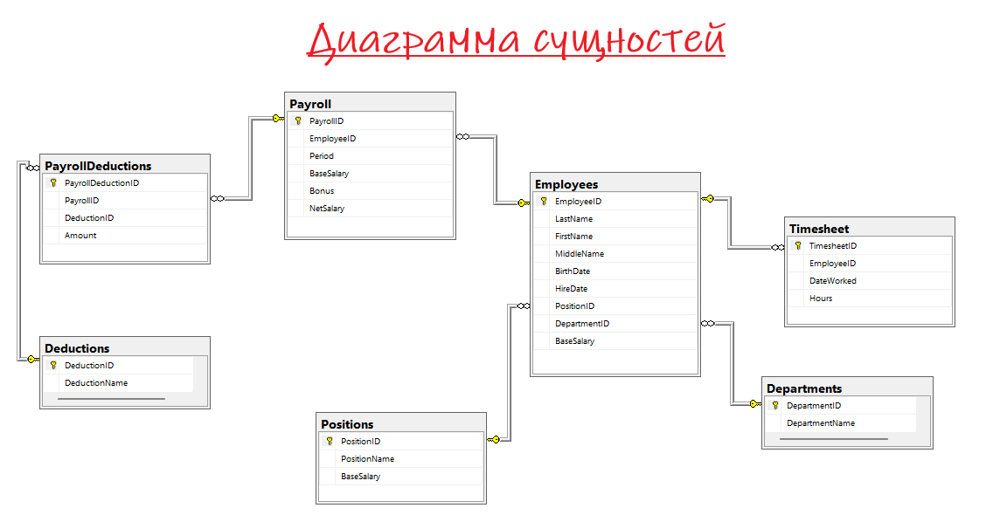 Диаграмма сущностей
Payroll
PayrollID
EmployeeID
Period
BaseSalary
Bonus
NetSalary
PayrollDeductions
PayrollDeductionID
PayrollID
DeductionID
Amount
Employees
EmployeeID
LastName
FirstName
MiddleName
BirthDate
HireDate
PositionID
DepartmentID
BaseSalary
Timesheet
TimesheetID
EmployeeID
DateWorked
Hours
Deductions
DeductionID
DeductionName
Departments
DepartmentID
DepartmentName
Positions
PositionID
PositionName
BaseSalary